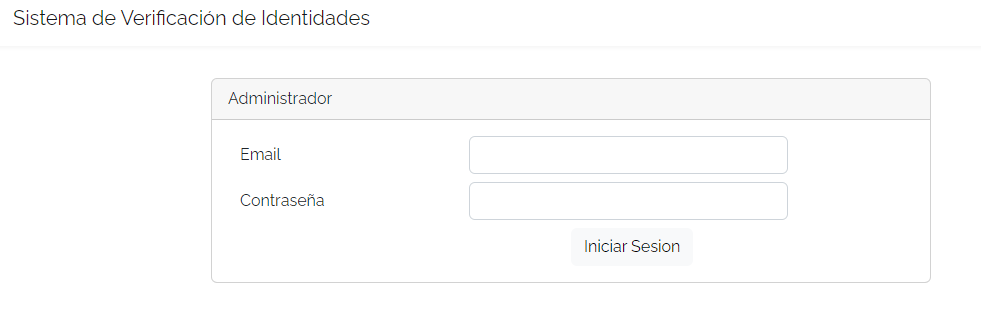 Sistema de Verificación de Identidades
Administrador
Email
Contraseña
Iniciar Sesion